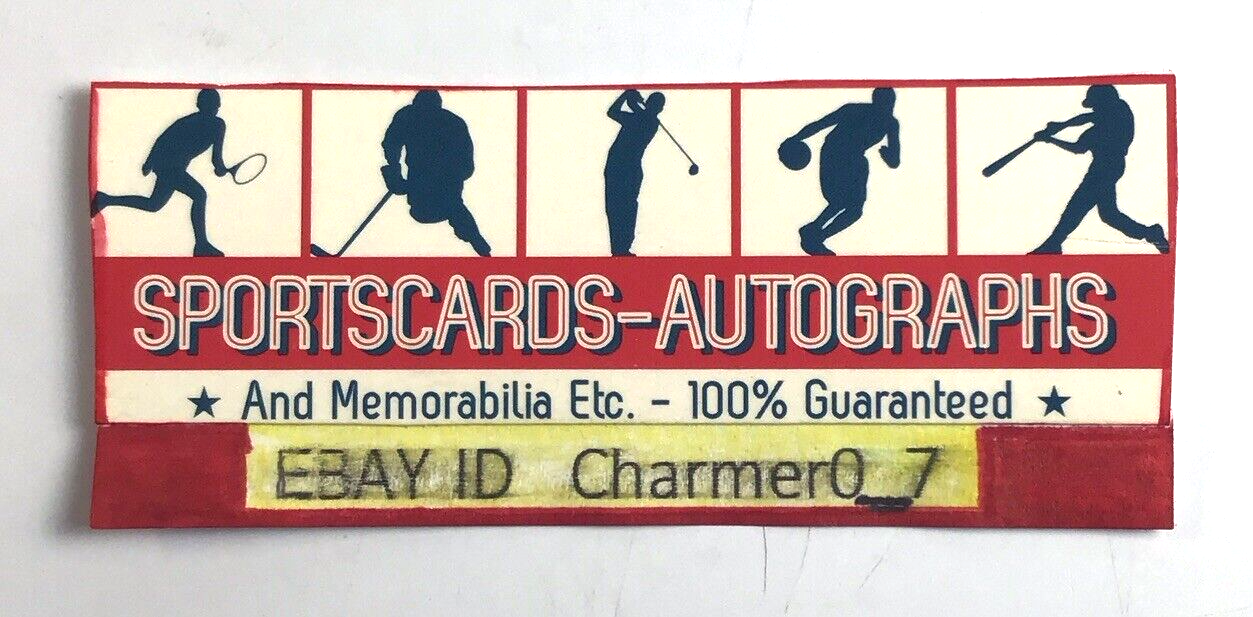 SPORTSCARDS-AUTOGRAPHS
★ And Memorabilia Etc. - 100% Guaranteed ★
EBAY ID Charmer0_7